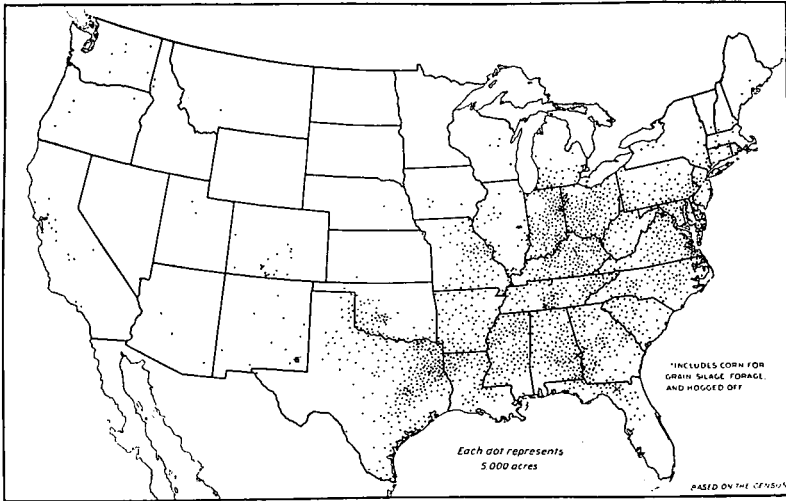 *INCLUDES CORN FOR
GRAIN SILAGE FORAGE,
AND HOGGED OFF
Each dot represents
5,000 acres
BASED ON THE CENSUS